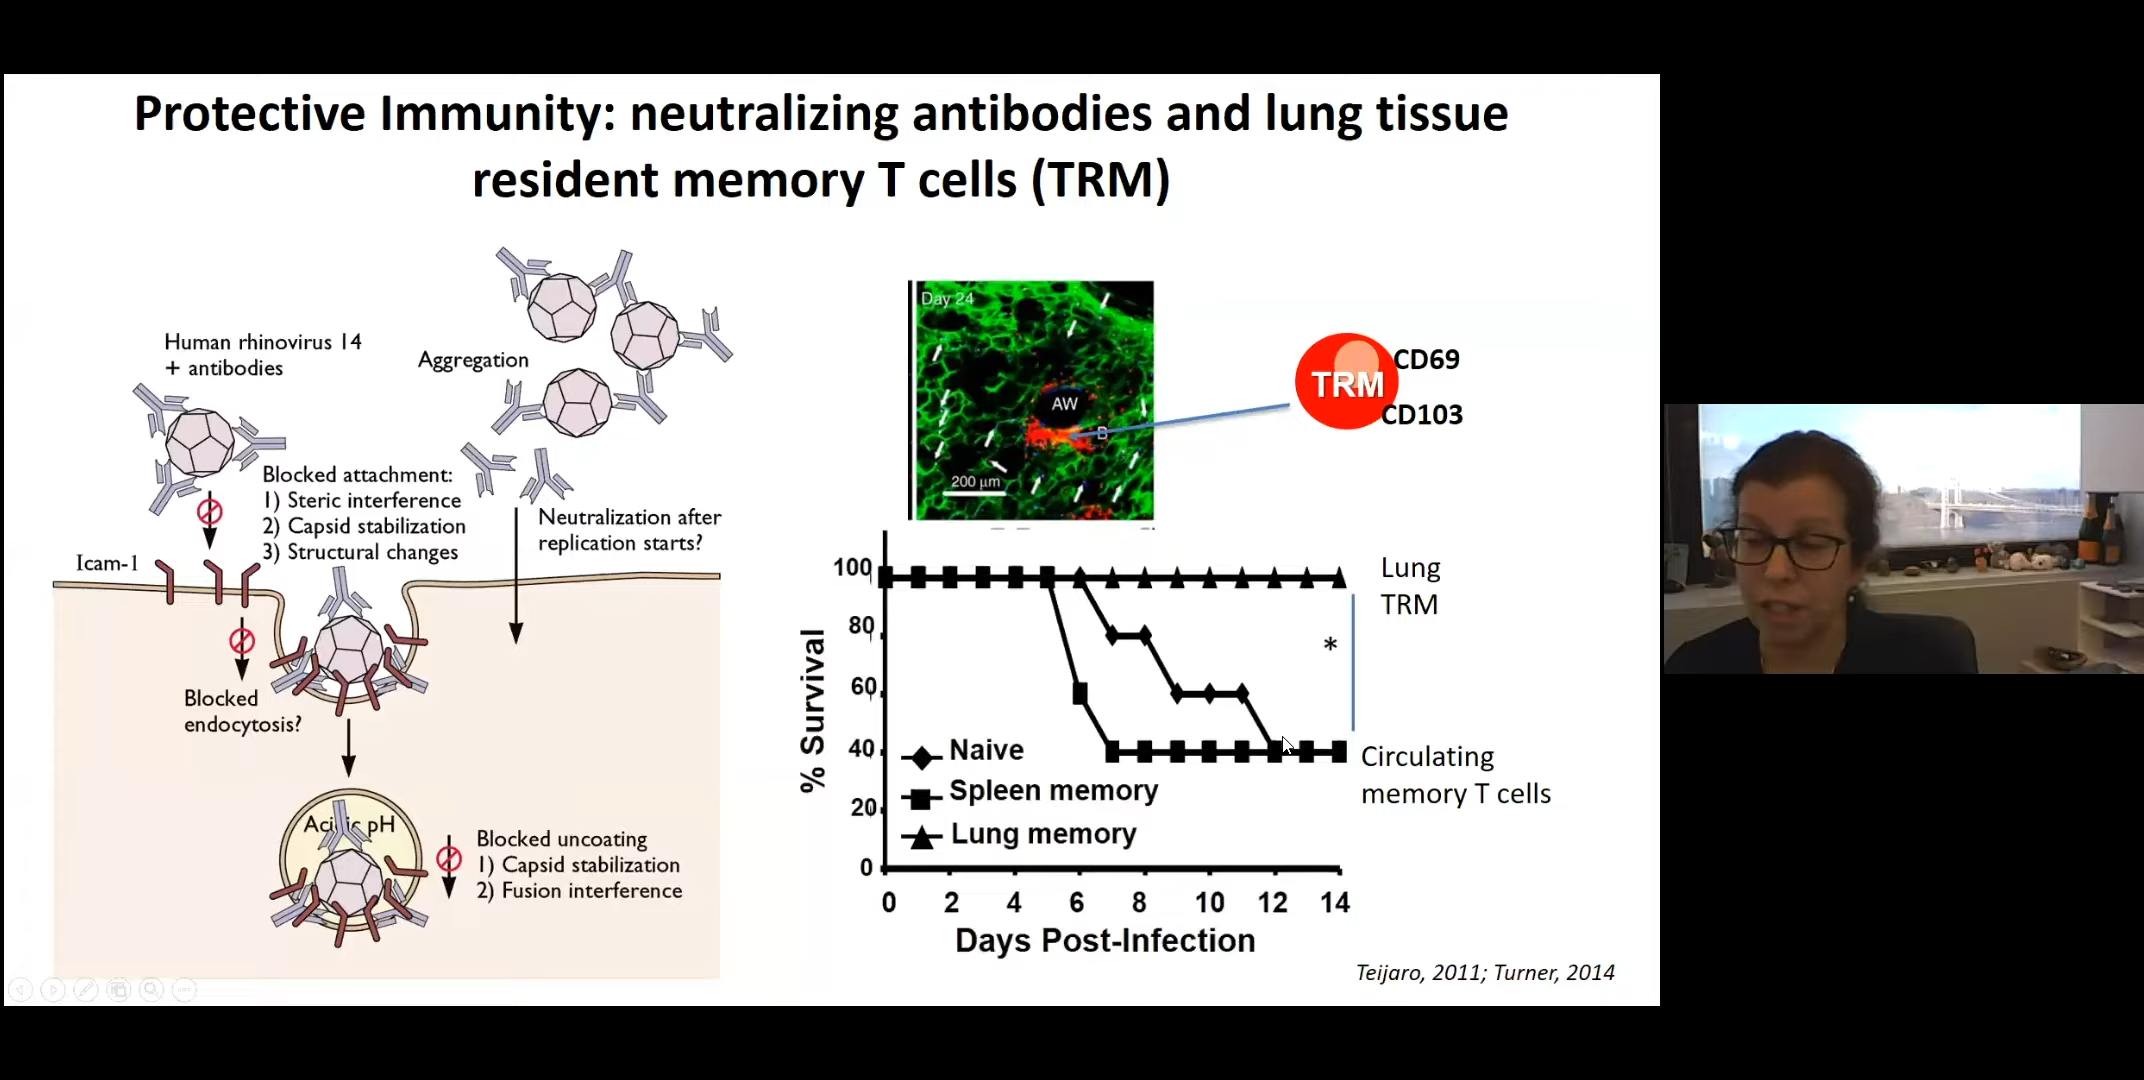 Protective Immunity: neutralizing antibodies and lung tissue
resident memory T cells (TRM)
Human rhinovirus 14
+ antibodies
Aggregation
Blocked attachment:
1) Steric interference
2) Capsid stabilization
3) Structural changes
Neutralization after
replication starts?
Icam-1
Blocked
endocytosis?
Acidic pH
Blocked uncoating
1) Capsid stabilization
2) Fusion interference
Day 24
AW
B
200 μm
TRM
CD69
CD103
% Survival
100
80
60
40
20
0
0 2 4 6 8 10 12 14
Days Post-Infection
Naive
Spleen memory
Lung memory
Lung
TRM
*
Circulating
memory T cells
Teijaro, 2011; Turner, 2014